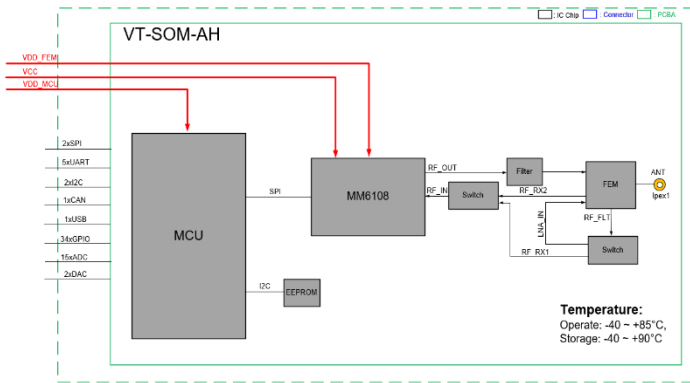 : IC Chip : Connector : PCBA
VT-SOM-AH
VDD_FEM
VCC
VDD_MCU
2xSPI
5xUART
2xI2C
1xCAN
1xUSB
34xGPIO
15xADC
2xDAC
MCU
SPI
I2C
EEPROM
MM6108
RF_OUT
RF_IN
Filter
Switch
RF_RX2
RF_RX1
LNA_IN
FEM
RF_FLT
Switch
ANT
Ipex1
Temperature:
Operate: -40 ~ +85°C,
Storage: -40 ~ +90°C